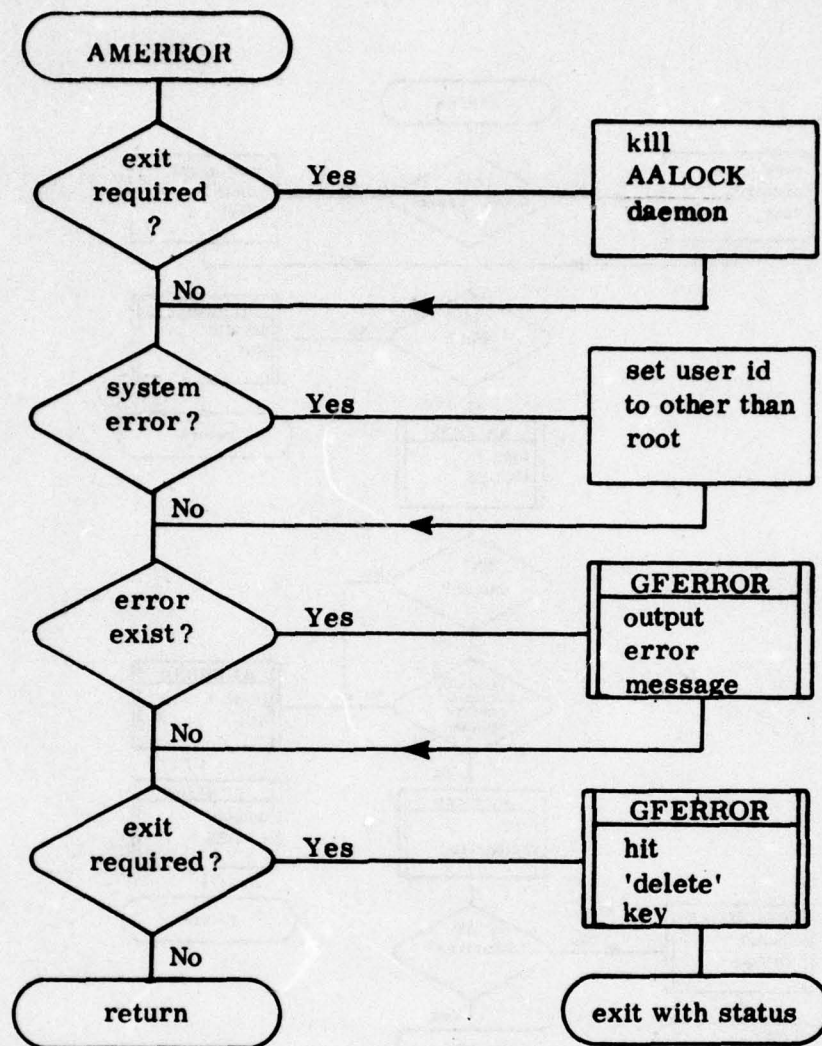 AMERROR
exit
required
?
Yes
kill
AALOCK
daemon
No
system
error?
Yes
set user id
to other than
root
No
error
exist?
Yes
GFERROR
output
error
message
No
exit
required?
Yes
GFERROR
hit
'delete'
key
No
return
exit with status